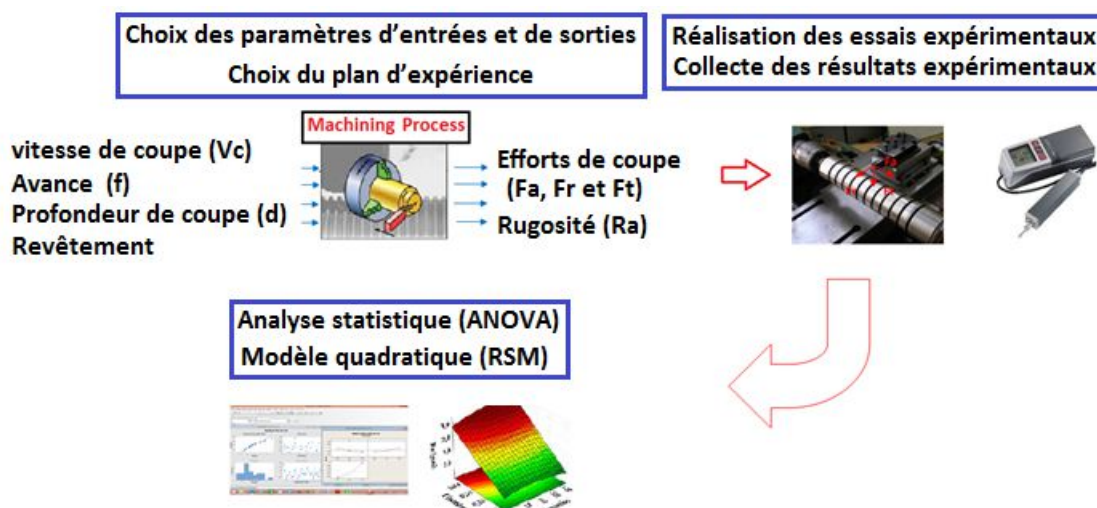 Choix des paramètres d'entrées et de sorties
Choix du plan d'expérience
Réalisation des essais expérimentaux
Collecte des résultats expérimentaux
Machining Process
vitesse de coupe (Vc)
Avance (f)
Profondeur de coupe (d)
Revêtement
Efforts de coupe
(Fa, Fr et Ft)
Rugosité (Ra)
Analyse statistique (ANOVA)
Modèle quadratique (RSM)